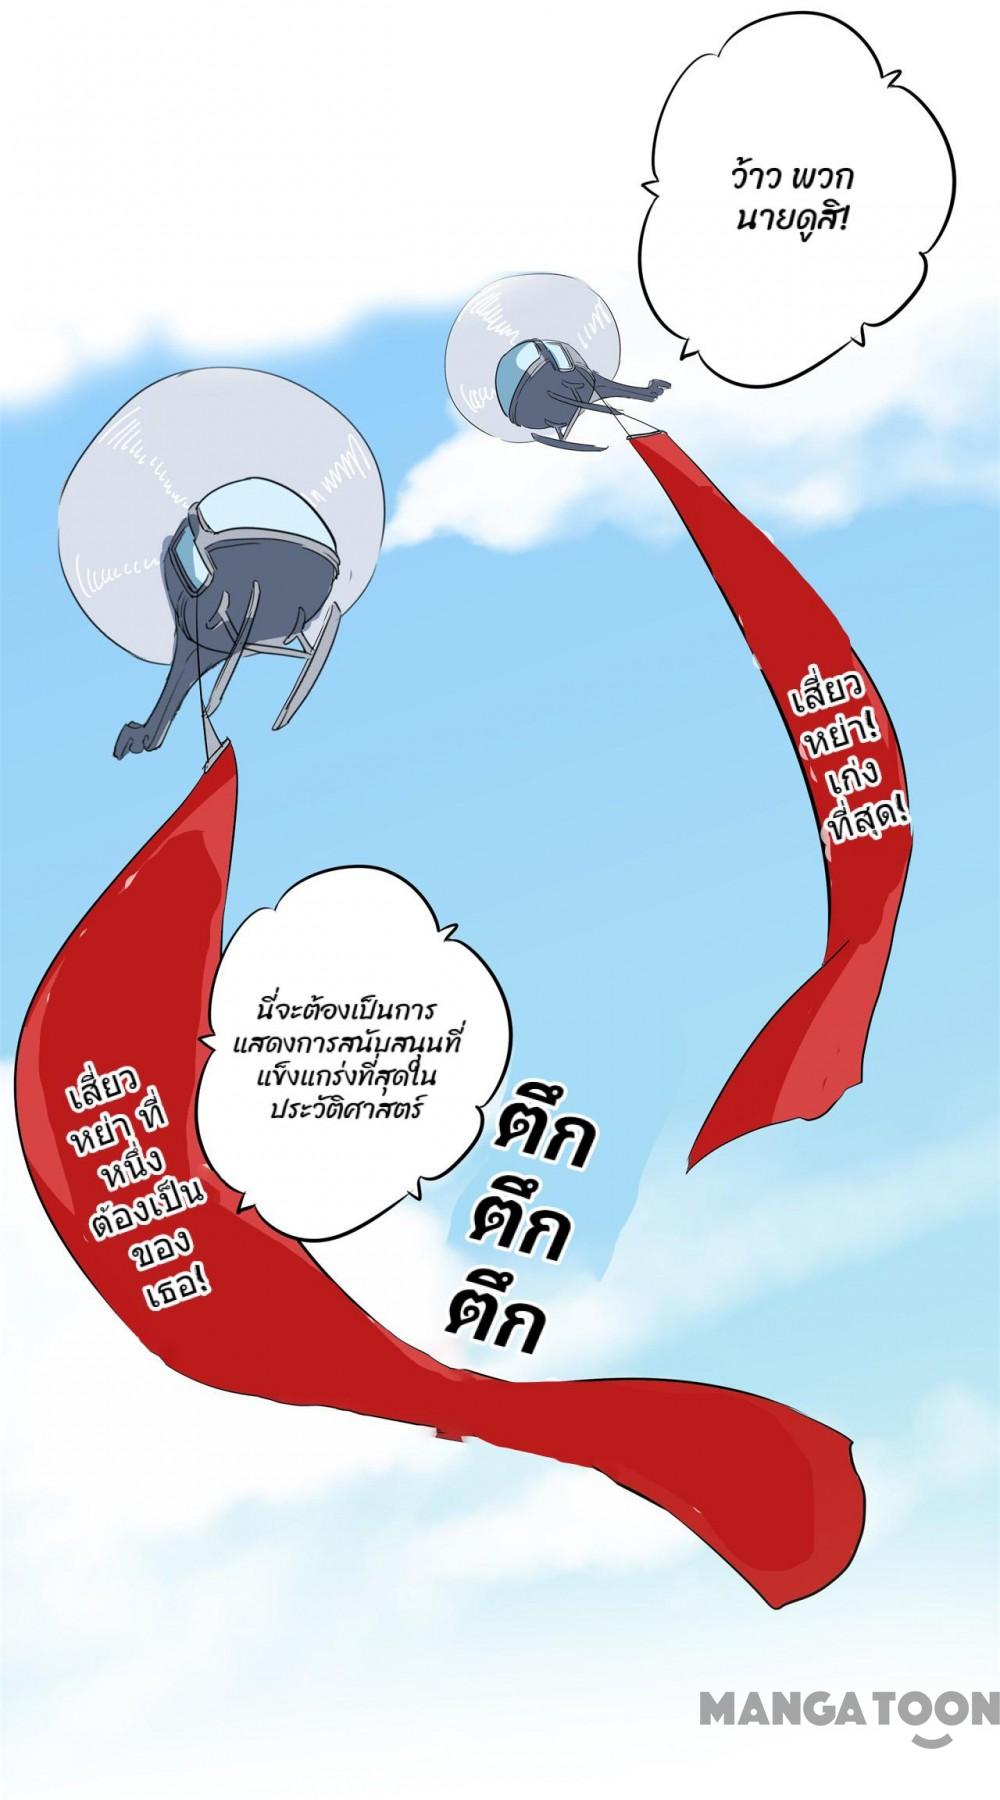 ว้าว พวก
นายดูสิ!
เสี่ยว
หย่า!
เก่ง
ที่สุด!
นี่จะต้องเป็นการ
แสดงการสนับสนุนที่
แข็งแกร่งที่สุดใน
ประวัติศาสตร์
เสี่ยว
หย่า ที่
หนึ่ง
ต้องเป็น
ของ
เธอ!
ตึก
ตึก
ตึก
MANGATOON